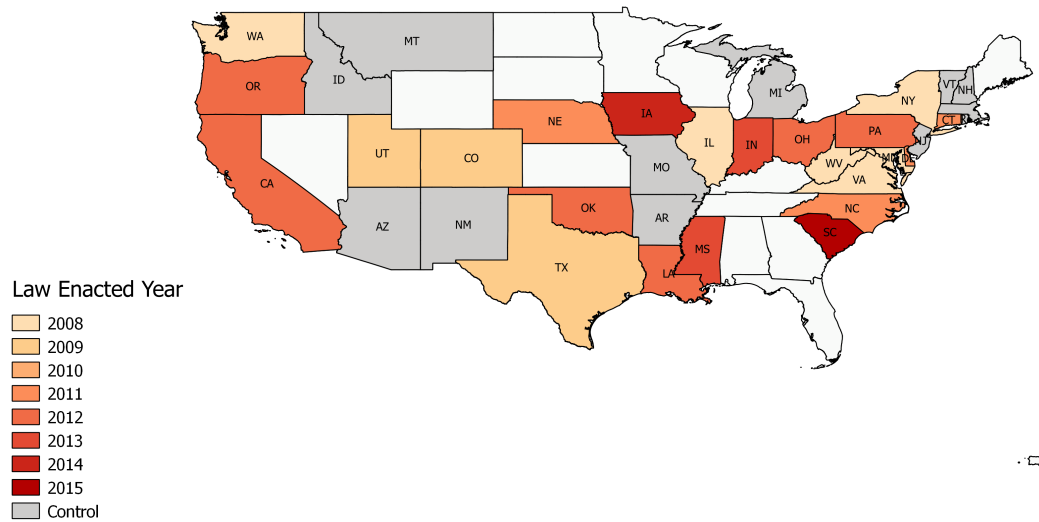 WA
MT
OR
ID
MI
VT
NH
NY
NE
IA
CT
PA
OH
IN
IL
NJ
UT
CO
MO
WV
VA
DE
CA
OK
AR
NC
AZ
NM
SC
MS
TX
LA
Law Enacted Year
2008
2009
2010
2011
2012
2013
2014
2015
Control